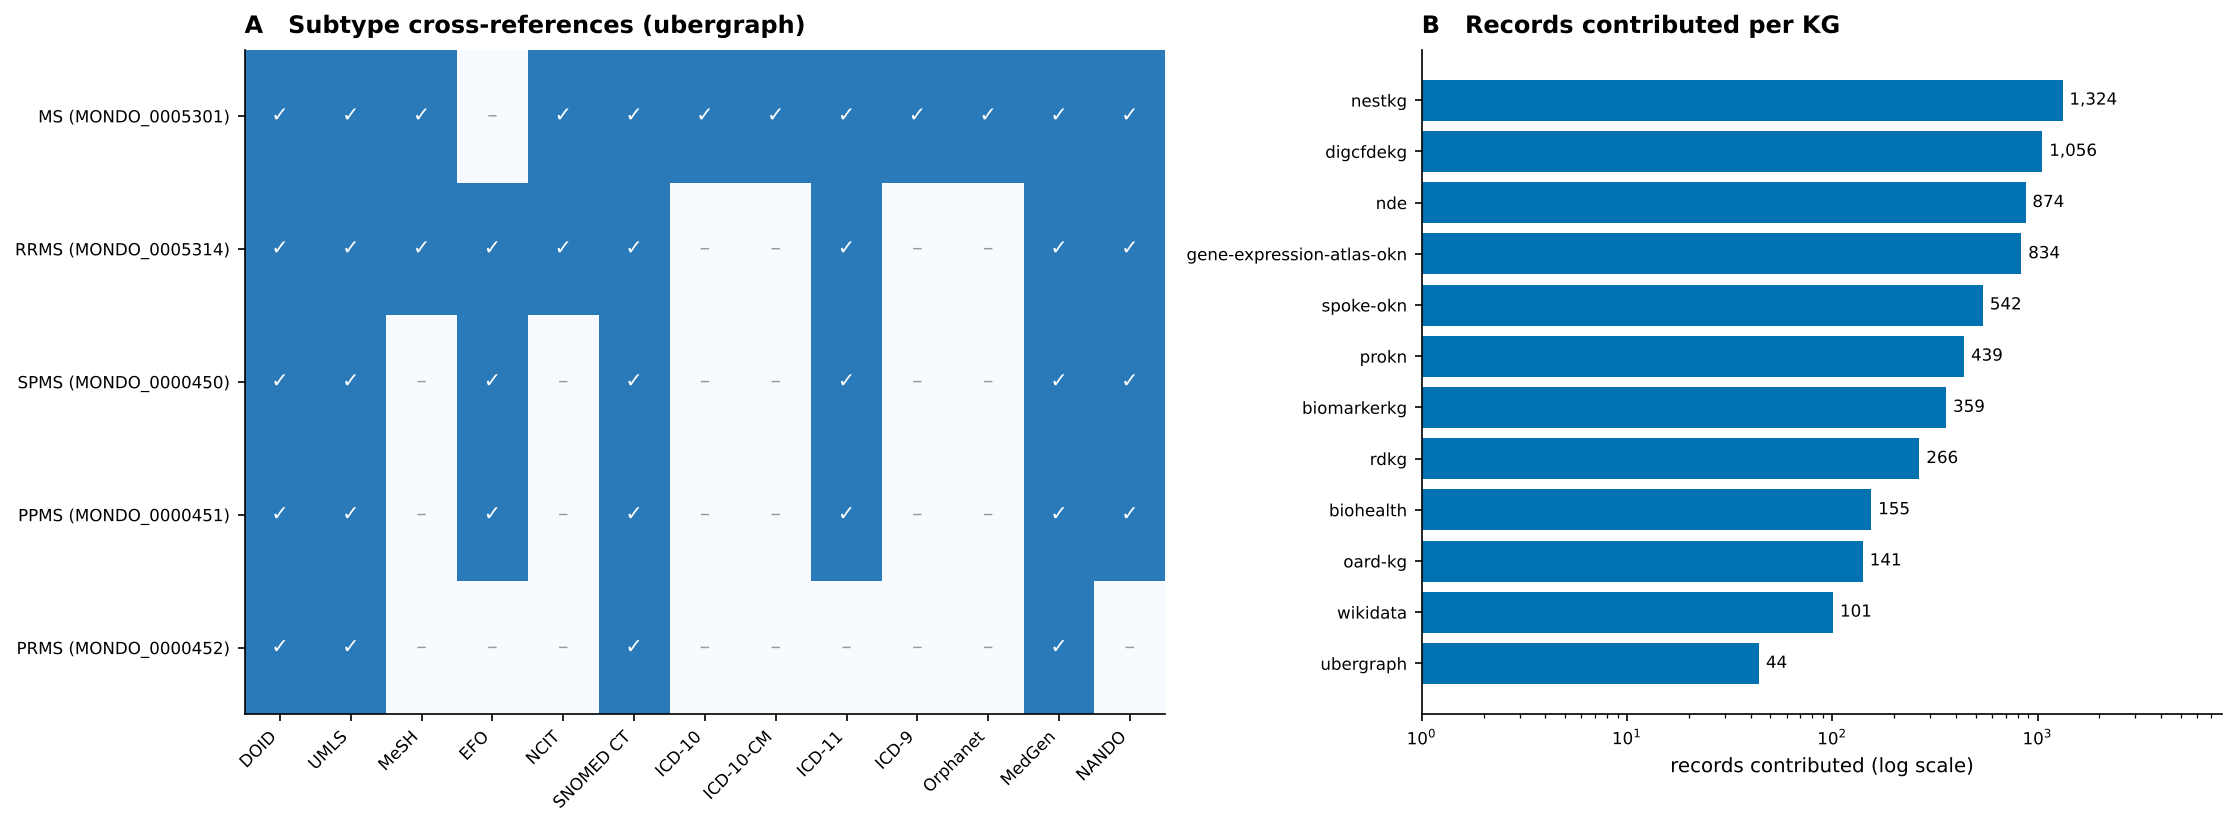 A Subtype cross-references (ubergraph)
MS (MONDO_0005301) ✓ ✓ ✓ – ✓ ✓ ✓ ✓ ✓ ✓ ✓ ✓ ✓
RRMS (MONDO_0005314) ✓ ✓ ✓ ✓ ✓ ✓ – – ✓ – – ✓ ✓
SPMS (MONDO_0000450) ✓ ✓ – ✓ – ✓ – – ✓ – – ✓ ✓
PPMS (MONDO_0000451) ✓ ✓ – ✓ – ✓ – – ✓ – – ✓ ✓
PRMS (MONDO_0000452) ✓ ✓ – – – ✓ – – – – – ✓ –
DOID
UMLS
MeSH
EFO
NCIT
SNOMED CT
ICD-10
ICD-10-CM
ICD-11
ICD-9
Orphanet
MedGen
NANDO
B Records contributed per KG
nestkg 1,324
digcfdekg 1,056
nde 874
gene-expression-atlas-okn 834
spoke-okn 542
prokn 439
biomarkerkg 359
rdkg 266
biohealth 155
oard-kg 141
wikidata 101
ubergraph 44
10⁰ 10¹ 10² 10³
records contributed (log scale)